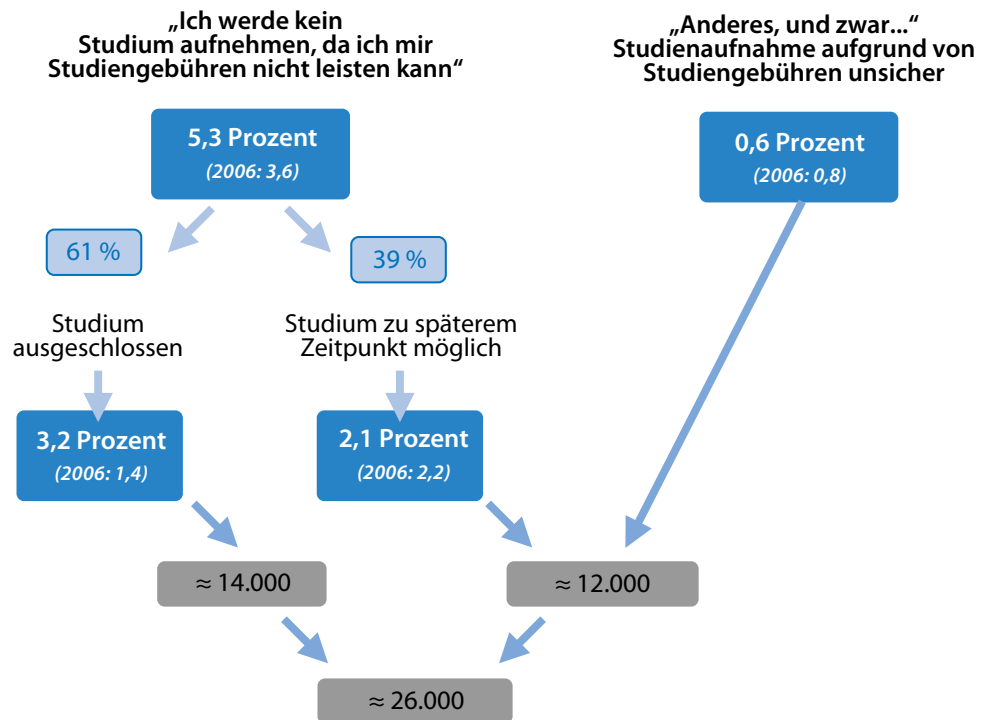 „Ich werde kein
Studium aufnehmen, da ich mir
Studiengebühren nicht leisten kann“
„Anderes, und zwar...“
Studienaufnahme aufgrund von
Studiengebühren unsicher
5,3 Prozent
(2006: 3,6)
0,6 Prozent
(2006: 0,8)
61 %
39 %
Studium
ausgeschlossen
Studium zu späterem
Zeitpunkt möglich
3,2 Prozent
(2006: 1,4)
2,1 Prozent
(2006: 2,2)
≈ 14.000
≈ 12.000
≈ 26.000